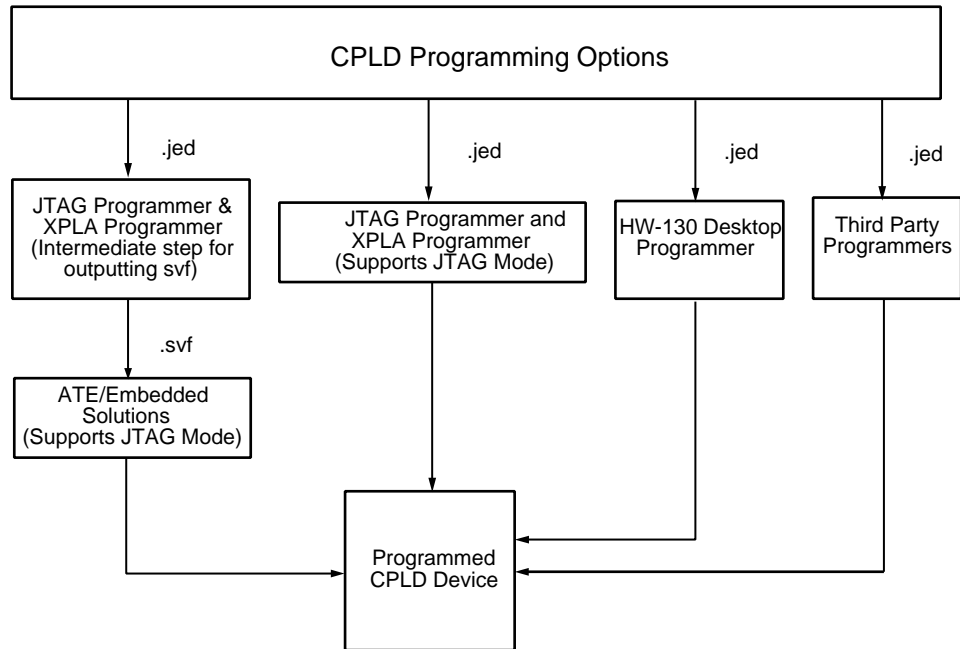 CPLD Programming Options
.jed
.jed
.jed
.jed
JTAG Programmer &
XPLA Programmer
(Intermediate step for
outputting svf)
JTAG Programmer and
XPLA Programmer
(Supports JTAG Mode)
HW-130 Desktop
Programmer
Third Party
Programmers
.svf
ATE/Embedded
Solutions
(Supports JTAG Mode)
Programmed
CPLD Device